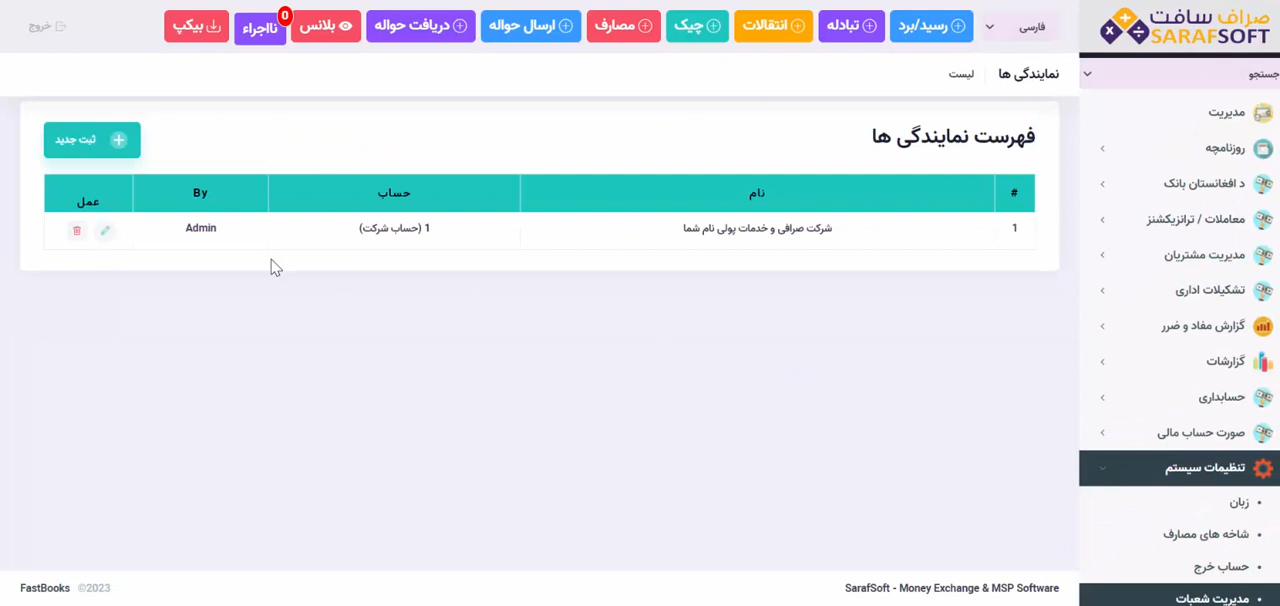 صراف سافت
SARAFSOFT
فارسی
رسید/برد
تبادله
انتقالات
چیک
مصارف
ارسال حواله
دریافت حواله
بلانس
نااجراء
0
بیکپ
خروج
جستجو
نمایندگی ها
لیست
فهرست نمایندگی ها
ثبت جدید
# نام حساب By عمل
1 شرکت صرافی و خدمات پولی نام شما 1 (حساب شرکت) Admin
مدیریت
روزنامچه
د افغانستان بانک
معاملات / ترانزیکشنز
مدیریت مشتریان
تشکیلات اداری
گزارش مفاد و ضرر
گزارشات
حسابداری
صورت حساب مالی
تنظیمات سیستم
زبان
شاخه های مصارف
حساب خرج
مدیریت شعبات
FastBooks ©2023
SarafSoft - Money Exchange & MSP Software